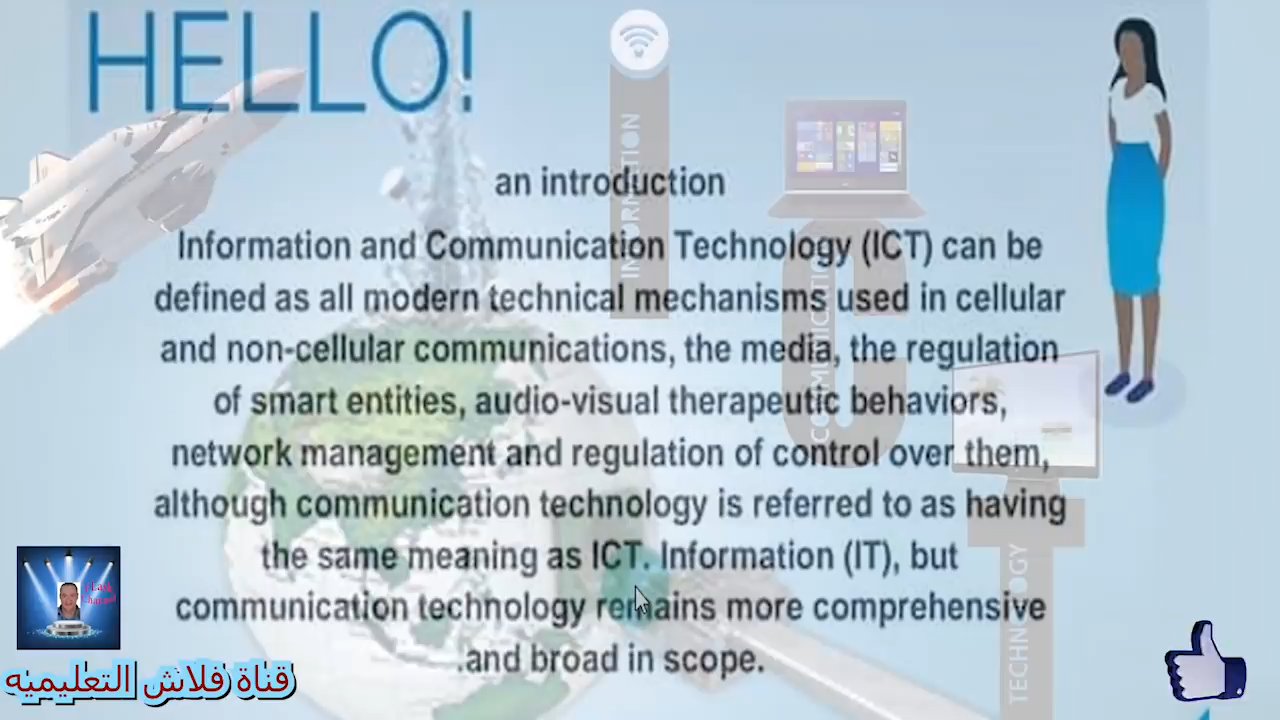 HELLO!
an introduction
Information and Communication Technology (ICT) can be
defined as all modern technical mechanisms used in cellular
and non-cellular communications, the media, the regulation
of smart entities, audio-visual therapeutic behaviors,
network management and regulation of control over them,
although communication technology is referred to as having
the same meaning as ICT. Information (IT), but
communication technology remains more comprehensive
.and broad in scope.
INFORMATION
COMMUNICATION
TECHNOLOGY
قناة فلاش التعليميه